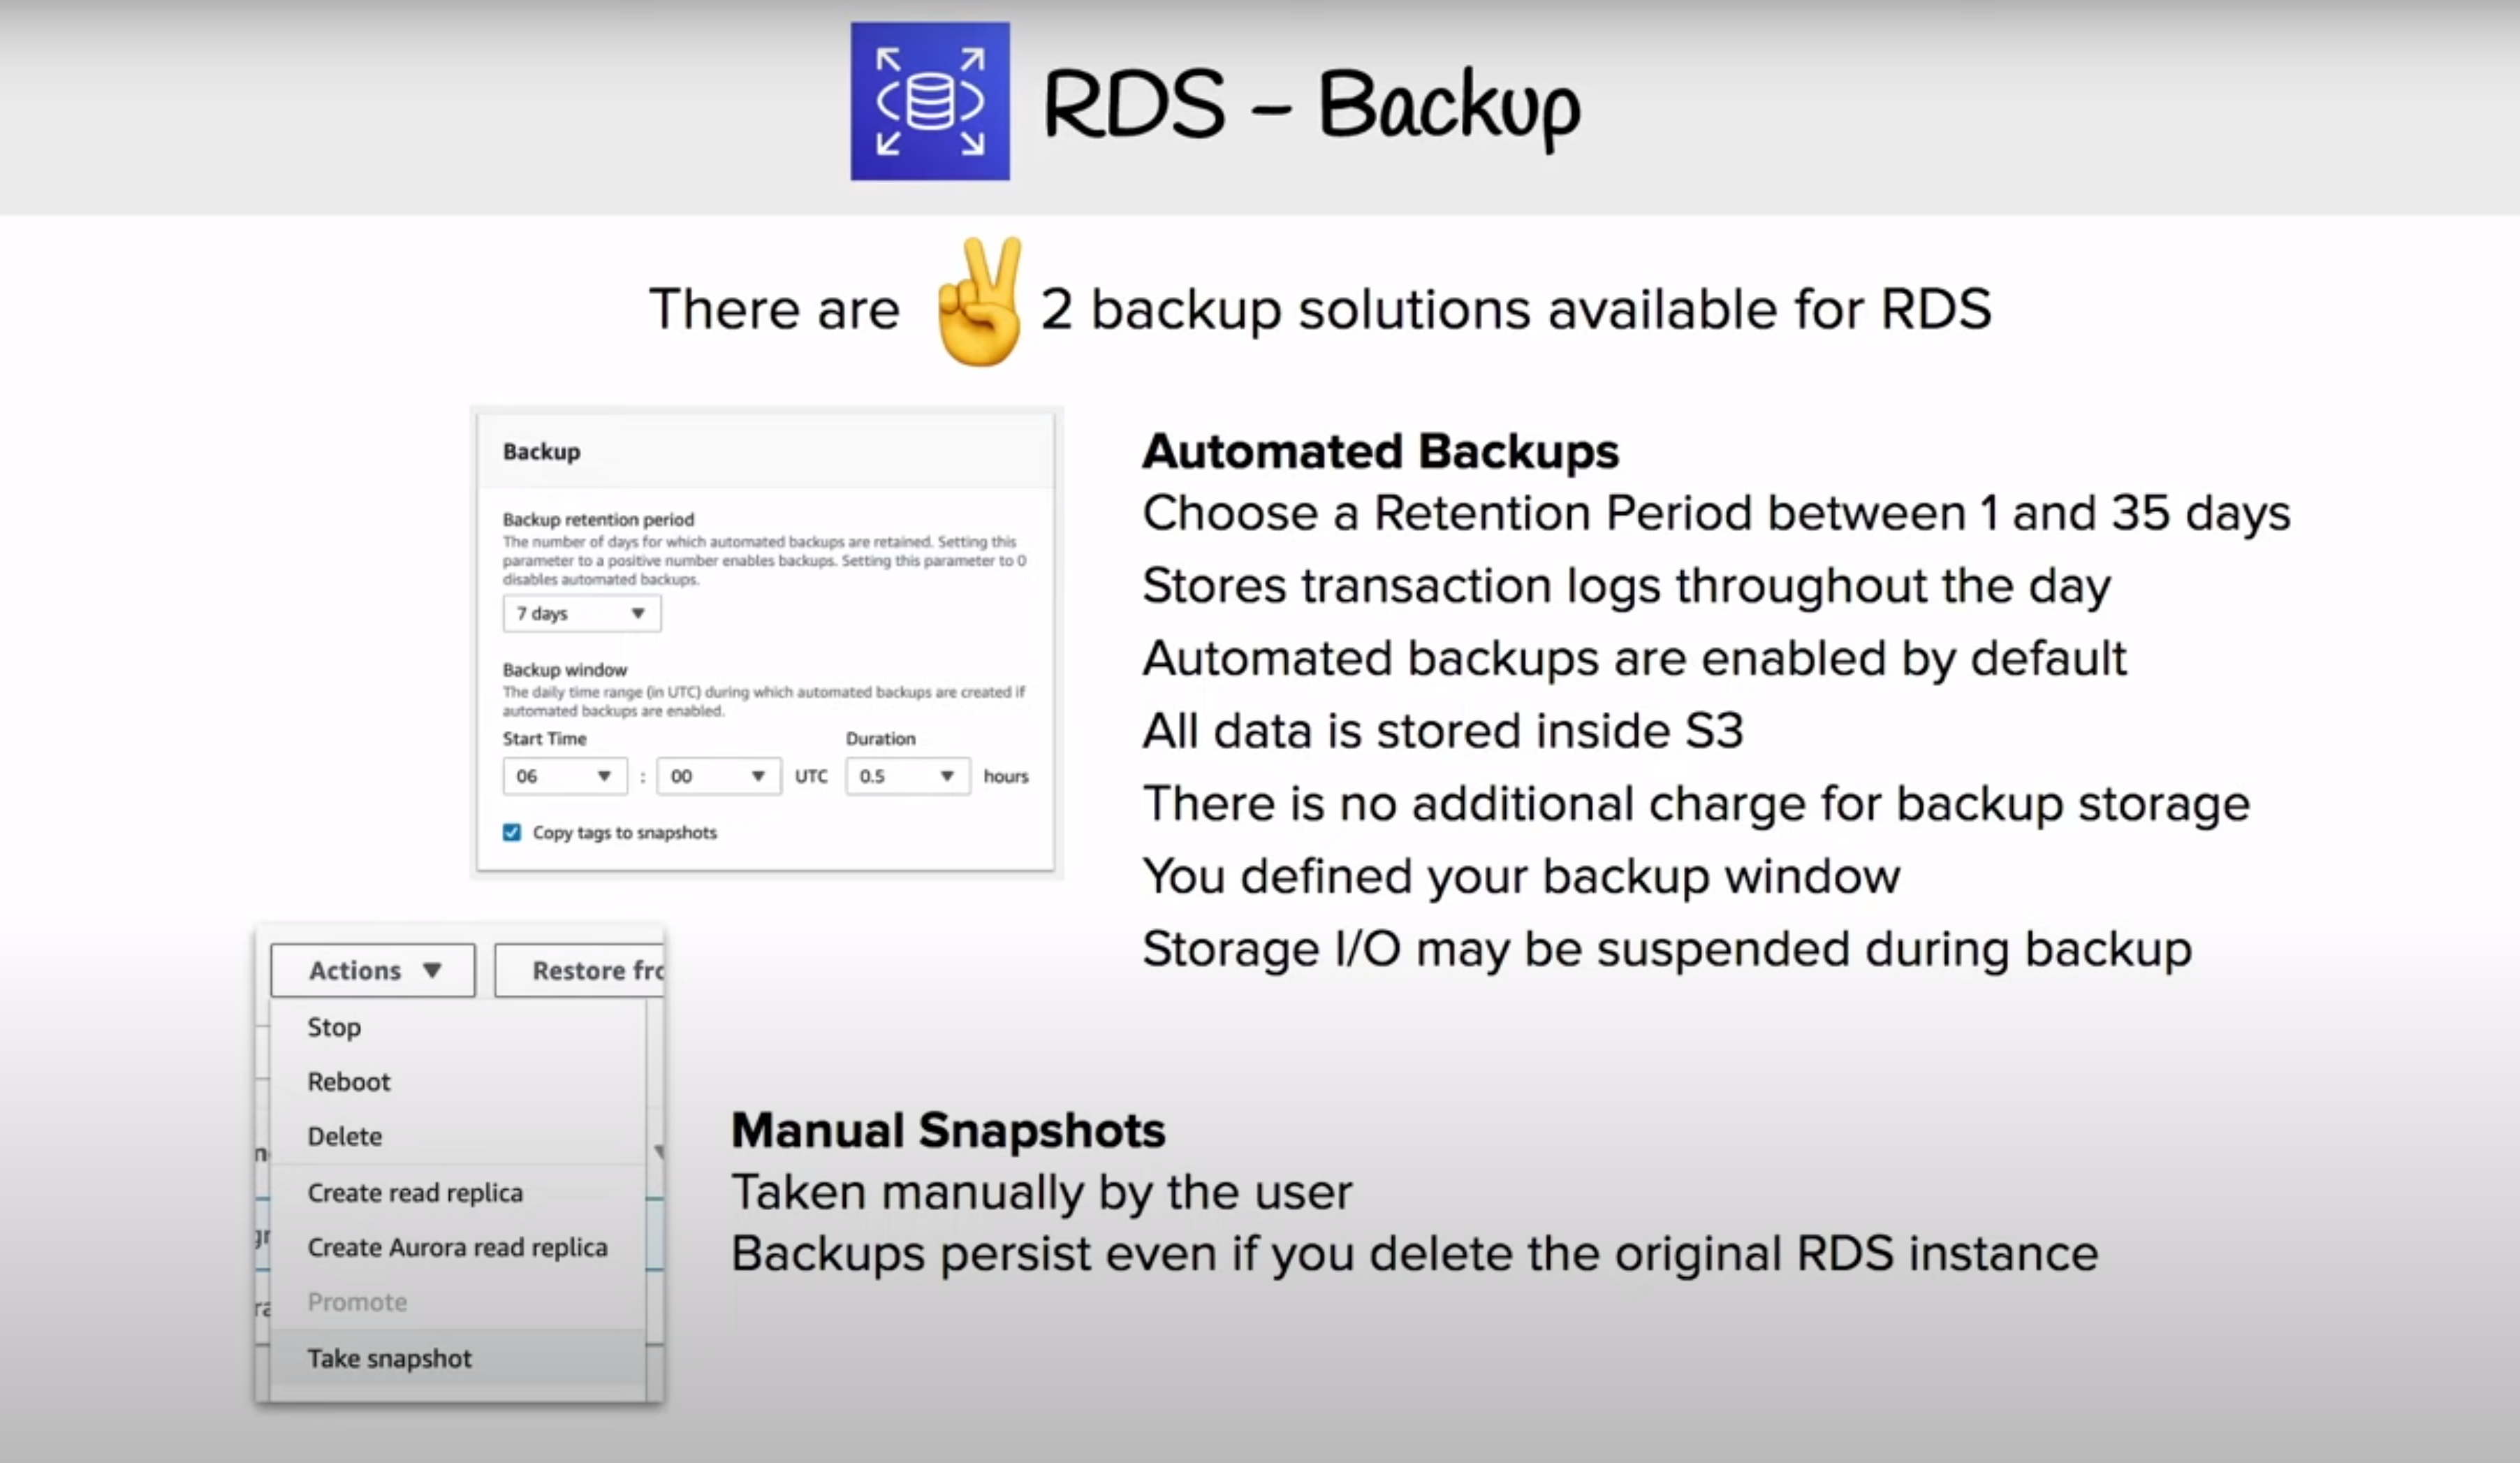 RDS – Backup
There are ✌️ 2 backup solutions available for RDS
Backup
Backup retention period
The number of days for which automated backups are retained. Setting this
parameter to a positive number enables backups. Setting this parameter to 0
disables automated backups.
7 days
Backup window
The daily time range (in UTC) during which automated backups are created if
automated backups are enabled.
Start Time Duration
06 : 00 UTC 0.5 hours
Copy tags to snapshots
Automated Backups
Choose a Retention Period between 1 and 35 days
Stores transaction logs throughout the day
Automated backups are enabled by default
All data is stored inside S3
There is no additional charge for backup storage
You defined your backup window
Storage I/O may be suspended during backup
Actions Restore
Stop
Reboot
Delete
Create read replica
Create Aurora read replica
Promote
Take snapshot
Manual Snapshots
Taken manually by the user
Backups persist even if you delete the original RDS instance